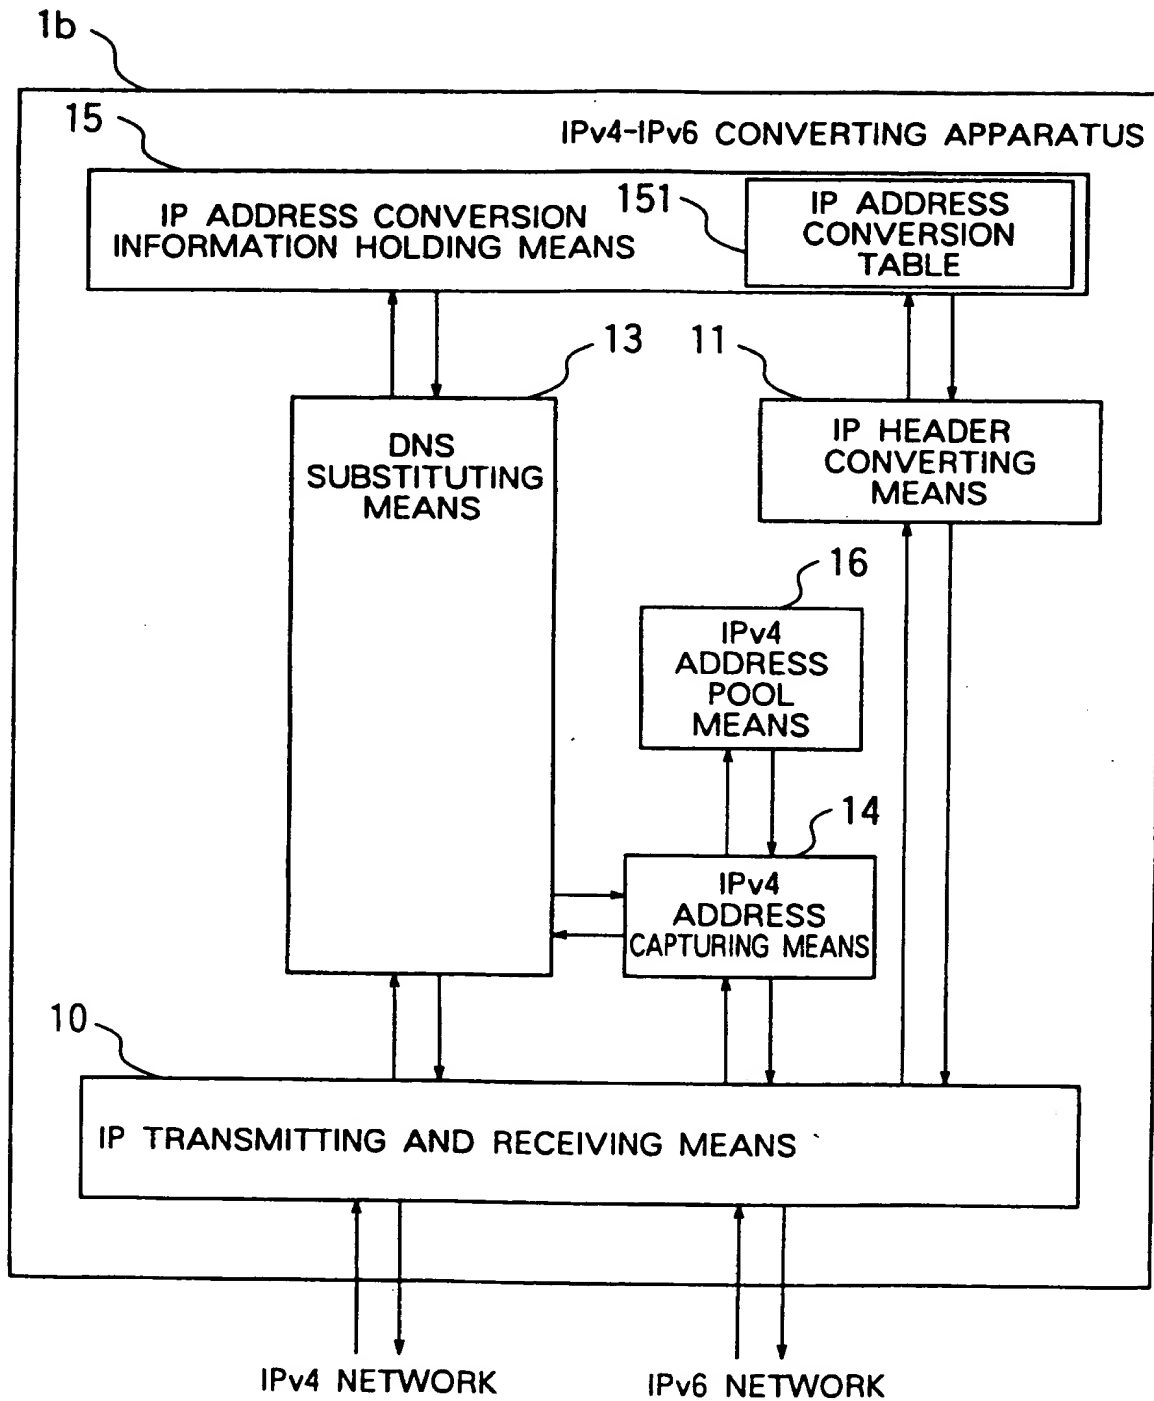 1b
15
IPv4-IPv6 CONVERTING APPARATUS
IP ADDRESS CONVERSION
INFORMATION HOLDING MEANS
151
IP ADDRESS
CONVERSION
TABLE
13
11
DNS
SUBSTITUTING
MEANS
IP HEADER
CONVERTING
MEANS
16
IPv4
ADDRESS
POOL
MEANS
14
IPv4
ADDRESS
CAPTURING MEANS
10
IP TRANSMITTING AND RECEIVING MEANS
IPv4 NETWORK
IPv6 NETWORK